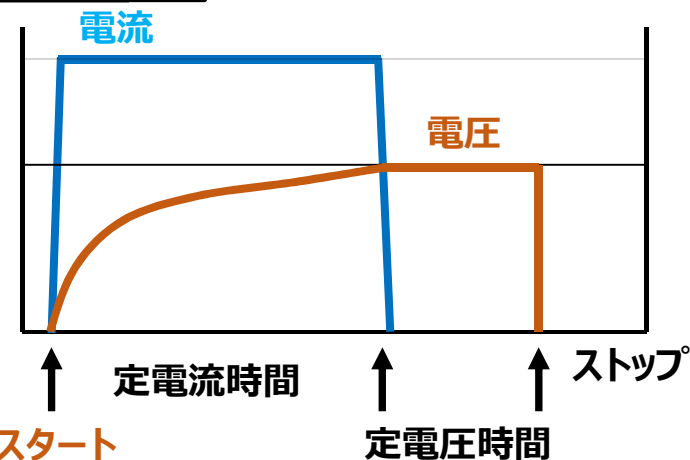 電流
電圧
定電流時間
ストップ
スタート
定電圧時間